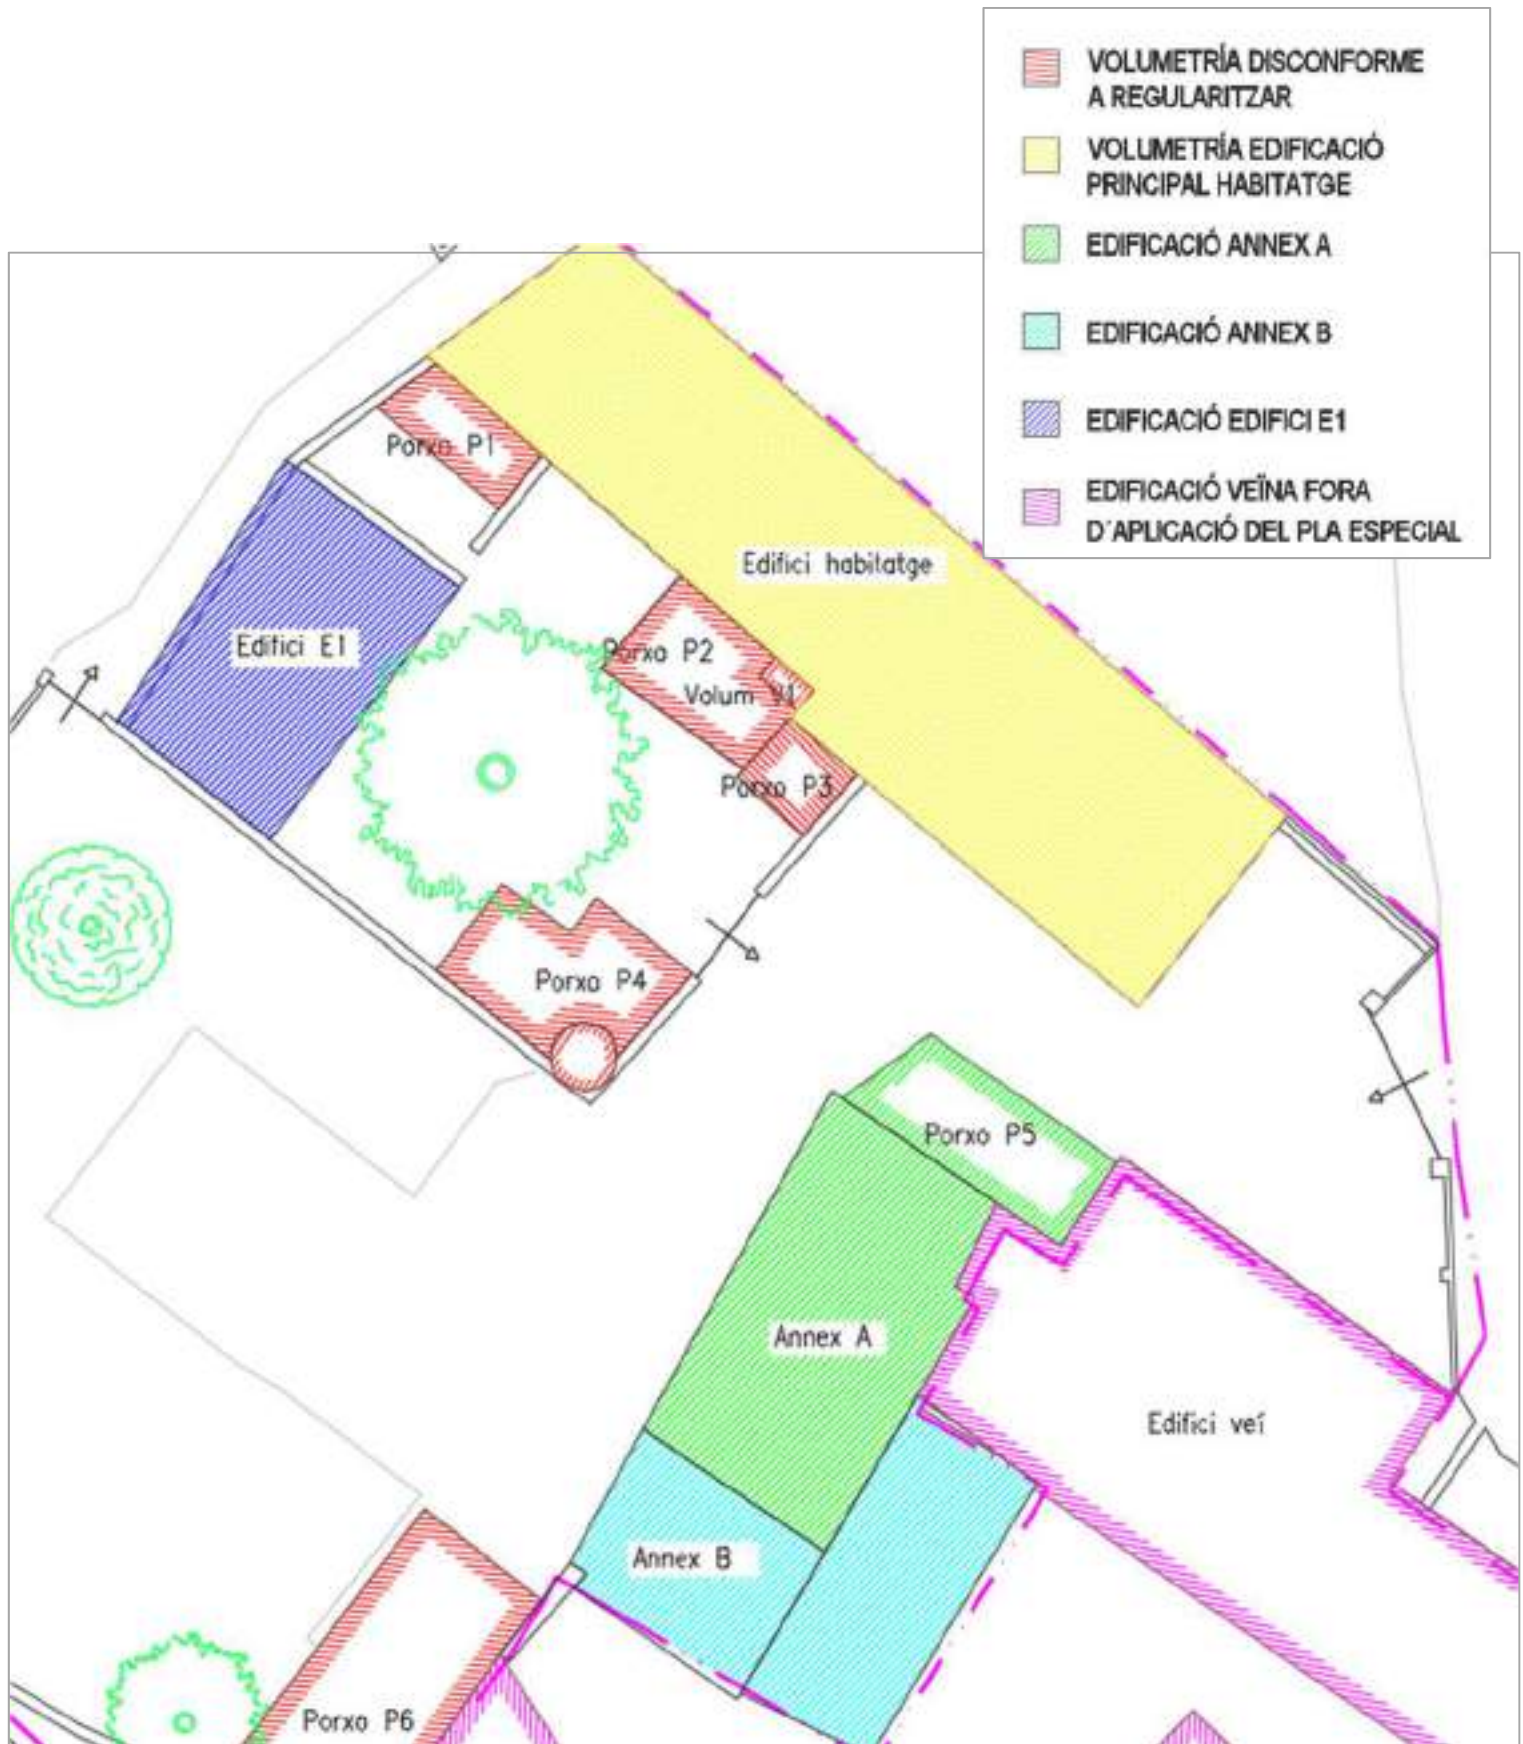 VOLUMETRÍA DISCONFORME
A REGULARITZAR
VOLUMETRÍA EDIFICACIÓ
PRINCIPAL HABITATGE
EDIFICACIÓ ANNEX A
EDIFICACIÓ ANNEX B
EDIFICACIÓ EDIFICI E1
EDIFICACIÓ VEÏNA FORA
D´APLICACIÓ DEL PLA ESPECIAL
Porxo P1
Edifici habitatge
Edifici E1
Porxo P2
Volum V1
Porxo P3
Porxo P4
Porxo P5
Annex A
Edifici veí
Annex B
Porxo P6